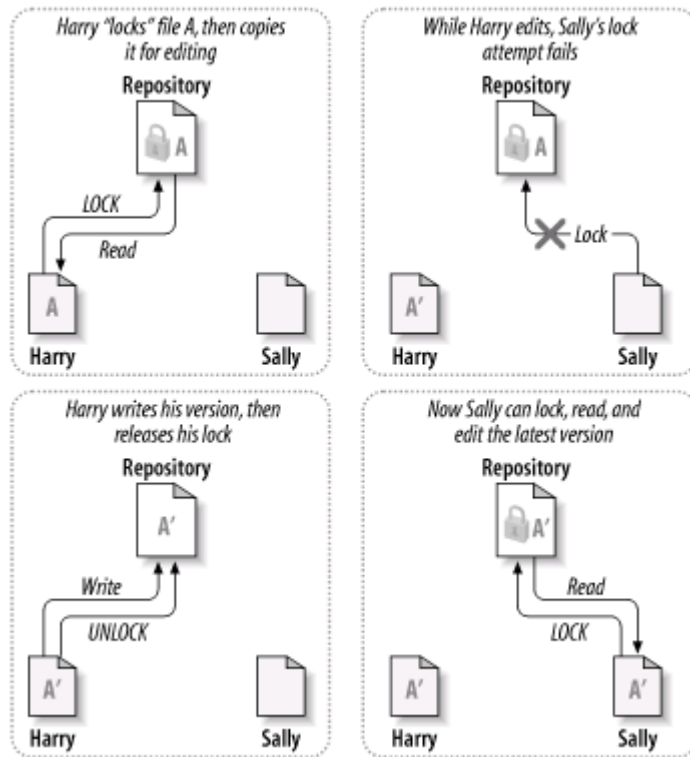 Harry “locks” file A, then copies
it for editing
Repository
A
LOCK
Read
A
Harry
Sally
While Harry edits, Sally’s lock
attempt fails
Repository
A
Lock
A’
Harry
Sally
Harry writes his version, then
releases his lock
Repository
A’
Write
UNLOCK
A’
Harry
Sally
Now Sally can lock, read, and
edit the latest version
Repository
A’
Read
LOCK
A’
A’
Harry
Sally